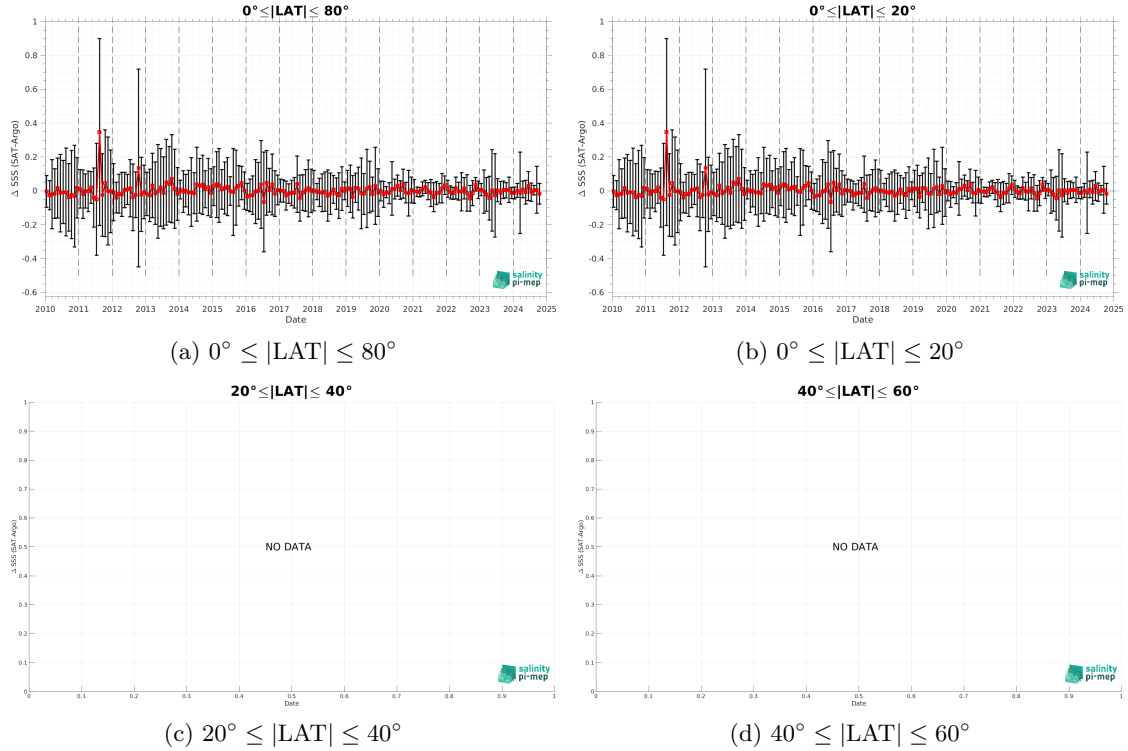 0°≤|LAT|≤ 80°
1
0.8
0.6
0.4
0.2
0
-0.2
-0.4
-0.6
Δ SSS (SAT-Argo)
2010 2011 2012 2013 2014 2015 2016 2017 2018 2019 2020 2021 2022 2023 2024 2025
Date
salinity
pi-mep
(a) 0° ≤ |LAT| ≤ 80°
0°≤|LAT|≤ 20°
1
0.8
0.6
0.4
0.2
0
-0.2
-0.4
-0.6
Δ SSS (SAT-Argo)
2010 2011 2012 2013 2014 2015 2016 2017 2018 2019 2020 2021 2022 2023 2024 2025
Date
salinity
pi-mep
(b) 0° ≤ |LAT| ≤ 20°
20°≤|LAT|≤ 40°
1
0.9
0.8
0.7
0.6
0.5
0.4
0.3
0.2
0.1
0
Δ SSS (SAT-Argo)
NO DATA
0 0.1 0.2 0.3 0.4 0.5 0.6 0.7 0.8 0.9 1
Date
salinity
pi-mep
(c) 20° ≤ |LAT| ≤ 40°
40°≤|LAT|≤ 60°
1
0.9
0.8
0.7
0.6
0.5
0.4
0.3
0.2
0.1
0
Δ SSS (SAT-Argo)
NO DATA
0 0.1 0.2 0.3 0.4 0.5 0.6 0.7 0.8 0.9 1
Date
salinity
pi-mep
(d) 40° ≤ |LAT| ≤ 60°